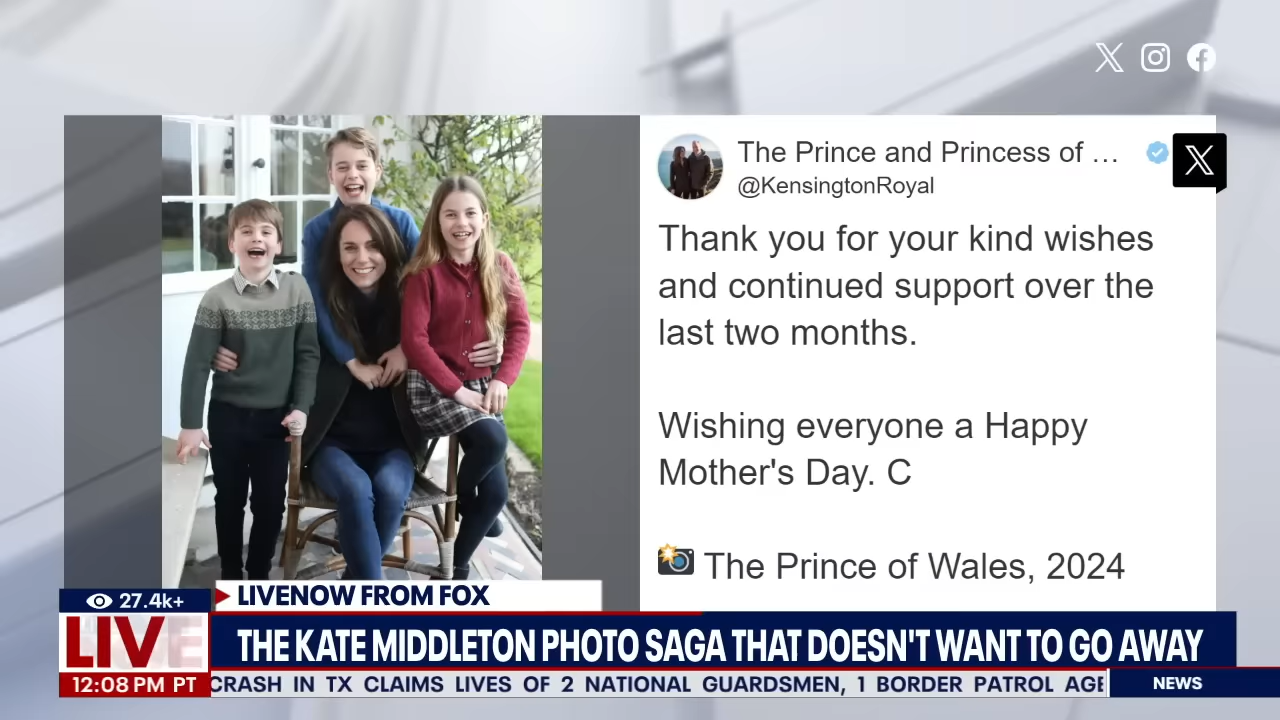 The Prince and Princess of …
@KensingtonRoyal
Thank you for your kind wishes
and continued support over the
last two months.
Wishing everyone a Happy
Mother's Day. C
The Prince of Wales, 2024
27.4k+
LIVENOW FROM FOX
LIVE
THE KATE MIDDLETON PHOTO SAGA THAT DOESN'T WANT TO GO AWAY
12:08 PM PT
CRASH IN TX CLAIMS LIVES OF 2 NATIONAL GUARDSMEN, 1 BORDER PATROL AGE
NEWS